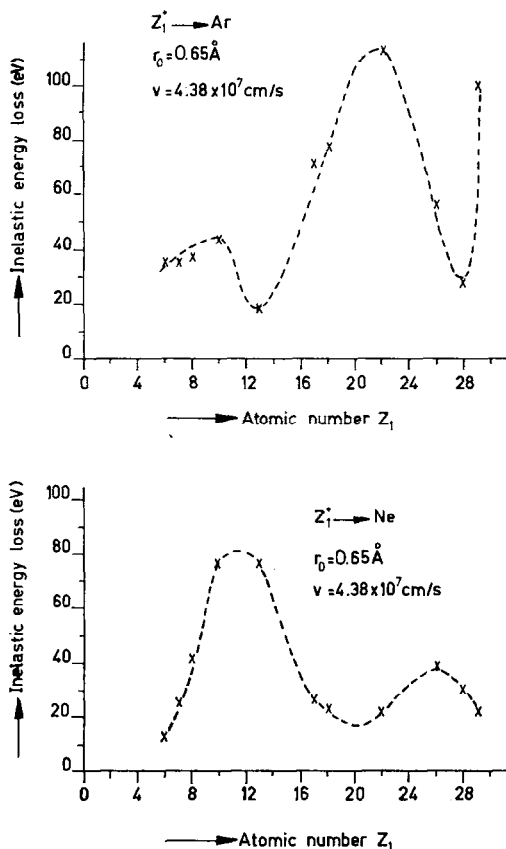 Z₁⁺ → Ar
r₀ = 0.65Å
v = 4.38 x 10⁷ cm/s
Inelastic energy loss (eV)
100
80
60
40
20
0
0 4 8 12 16 20 24 28
Atomic number Z₁
Z₁⁺ → Ne
r₀ = 0.65Å
v = 4.38 x 10⁷ cm/s
Inelastic energy loss (eV)
100
80
60
40
20
0
0 4 8 12 16 20 24 28
Atomic number Z₁